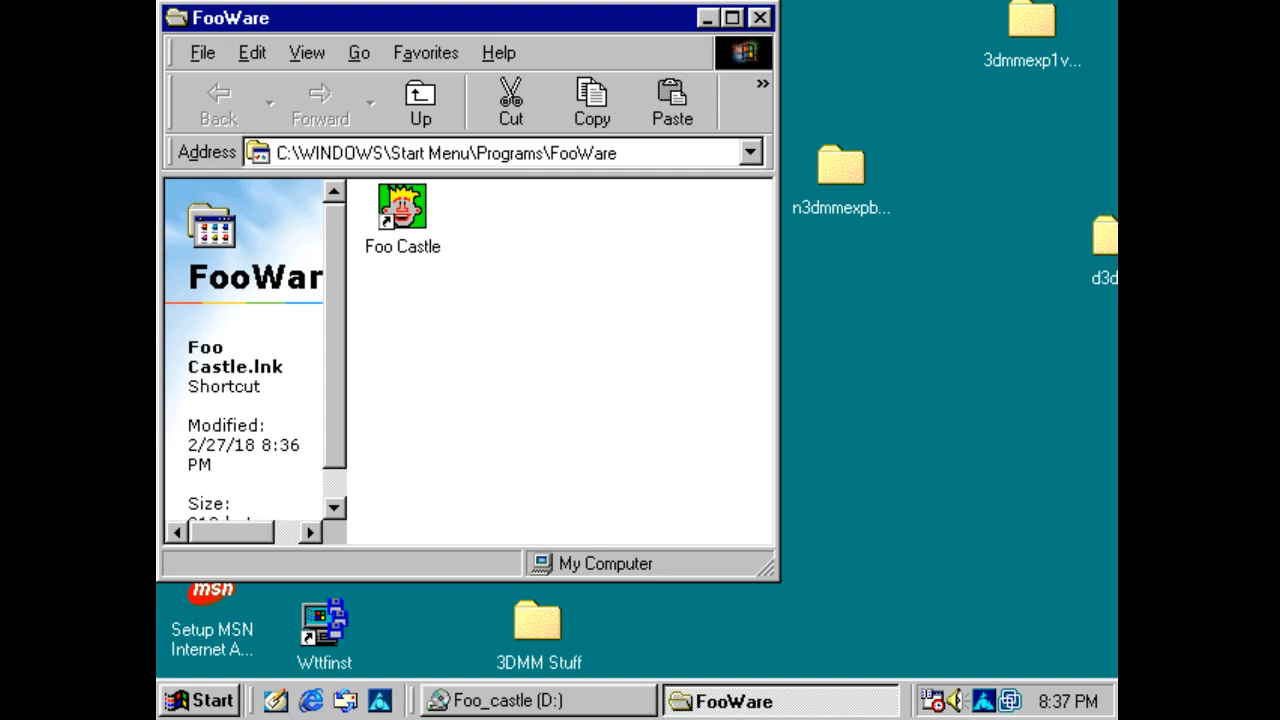 FooWare
File Edit View Go Favorites Help
Back Forward Up Cut Copy Paste »
Address C:\WINDOWS\Start Menu\Programs\FooWare
FooWar
Foo
Castle.lnk
Shortcut
Modified:
2/27/18 8:36
PM
Size:
Foo Castle
My Computer
3dmmexp1v...
n3dmmexpb...
d3d
msn
Setup MSN
Internet A...
Wttfinst
3DMM Stuff
Start Foo_castle (D:) FooWare 8:37 PM